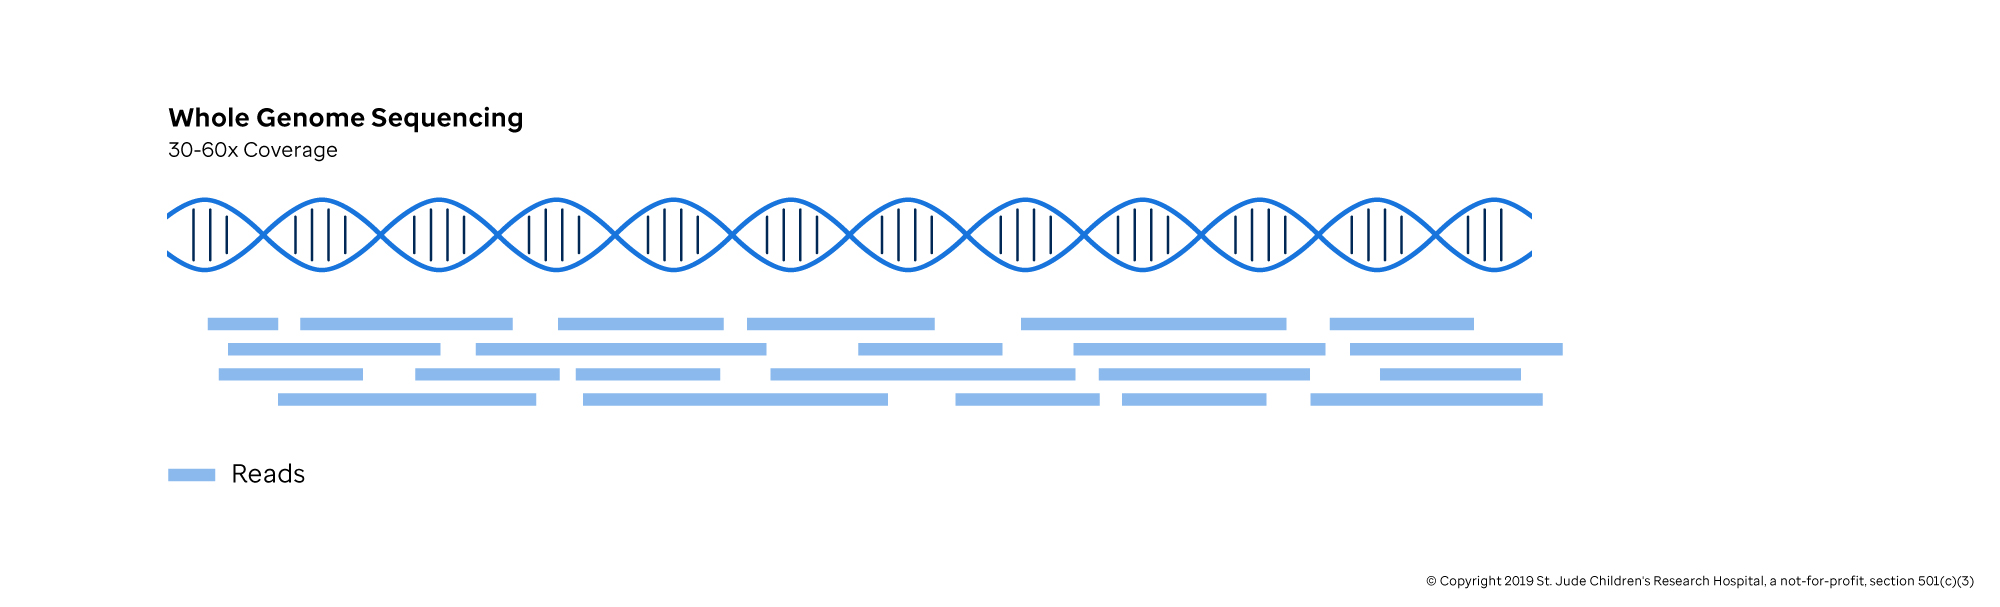 Whole Genome Sequencing
30-60x Coverage
Reads
© Copyright 2019 St. Jude Children's Research Hospital, a not-for-profit, section 501(c)(3)